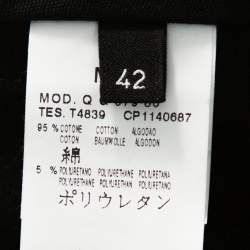 42
MOD. Q
TES. T4839 CP1140687
95 % COTONE COTTON ALGODAO
COTON BAUMWOLLE ALGODON
綿
5 % POLIURETANO POLYURETHANE POLIURETANO
POLYURETHANE POLYURETHAN POLIURETANO
ポリウレタン